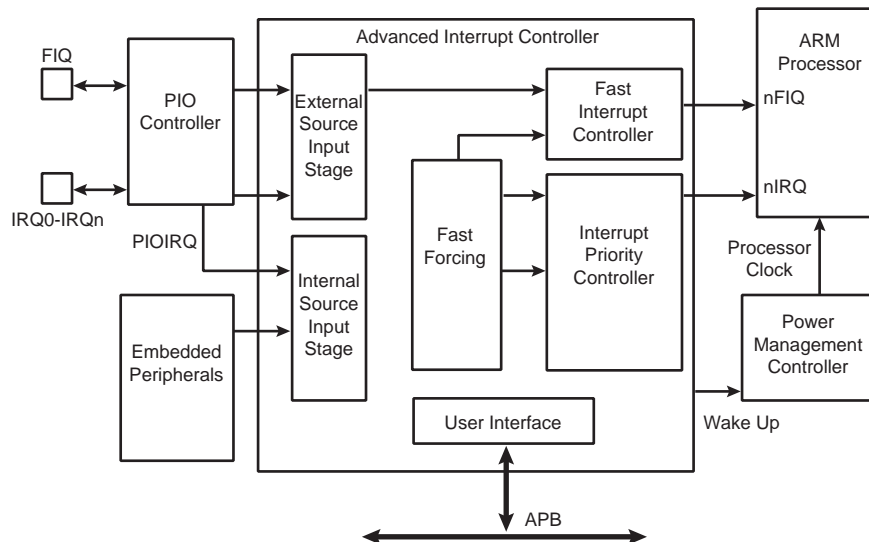 Advanced Interrupt Controller
FIQ
PIO
Controller
IRQ0-IRQn
PIOIRQ
External
Source
Input
Stage
Fast
Interrupt
Controller
ARM
Processor
nFIQ
nIRQ
Fast
Forcing
Interrupt
Priority
Controller
Processor
Clock
Internal
Source
Input
Stage
Embedded
Peripherals
Power
Management
Controller
User Interface
Wake Up
APB